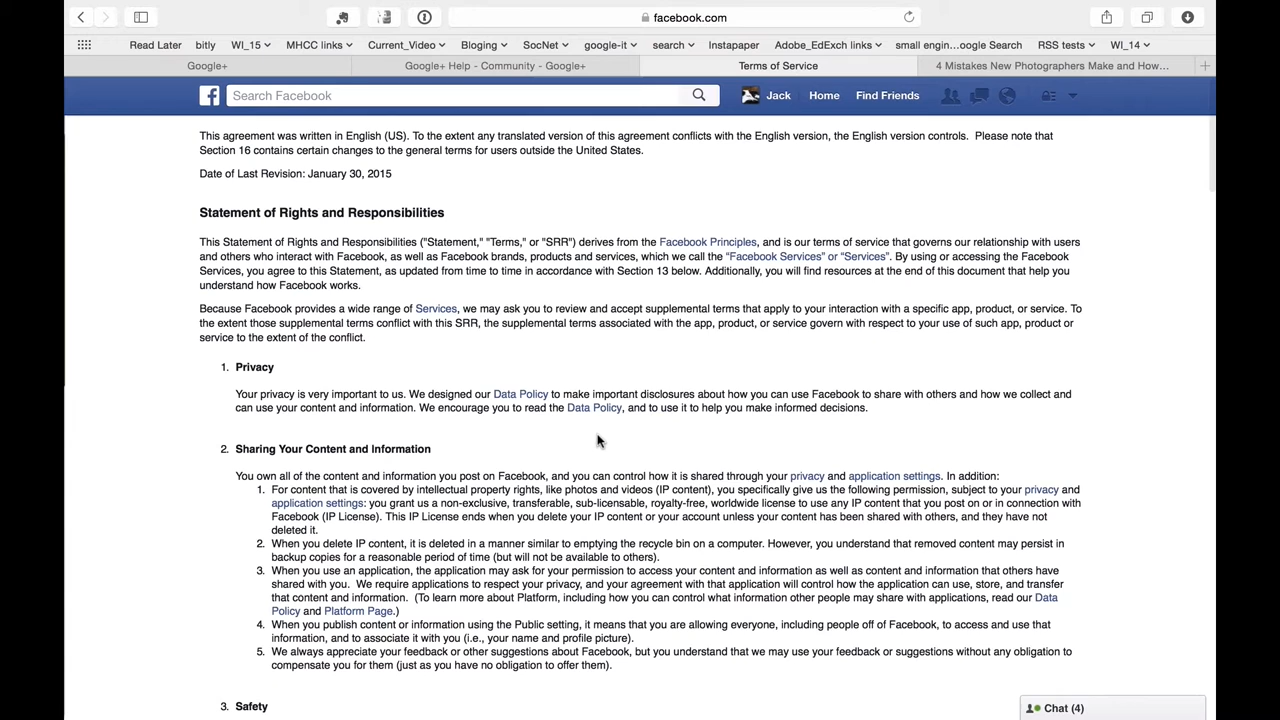 facebook.com
Read Later bitly WI_15 MHCC links Current_Video Bloging SocNet google-it search Instapaper Adobe_EdExch links small engin...oogle Search RSS tests WI_14
Google+ Google+ Help - Community - Google+ Terms of Service 4 Mistakes New Photographers Make and How...
Search Facebook Jack Home Find Friends
This agreement was written in English (US). To the extent any translated version of this agreement conflicts with the English version, the English version controls. Please note that
Section 16 contains certain changes to the general terms for users outside the United States.
Date of Last Revision: January 30, 2015
Statement of Rights and Responsibilities
This Statement of Rights and Responsibilities ("Statement," "Terms," or "SRR") derives from the Facebook Principles, and is our terms of service that governs our relationship with users
and others who interact with Facebook, as well as Facebook brands, products and services, which we call the “Facebook Services” or “Services”. By using or accessing the Facebook
Services, you agree to this Statement, as updated from time to time in accordance with Section 13 below. Additionally, you will find resources at the end of this document that help you
understand how Facebook works.
Because Facebook provides a wide range of Services, we may ask you to review and accept supplemental terms that apply to your interaction with a specific app, product, or service. To
the extent those supplemental terms conflict with this SRR, the supplemental terms associated with the app, product, or service govern with respect to your use of such app, product or
service to the extent of the conflict.
1. Privacy
Your privacy is very important to us. We designed our Data Policy to make important disclosures about how you can use Facebook to share with others and how we collect and
can use your content and information. We encourage you to read the Data Policy, and to use it to help you make informed decisions.
2. Sharing Your Content and Information
You own all of the content and information you post on Facebook, and you can control how it is shared through your privacy and application settings. In addition:
1. For content that is covered by intellectual property rights, like photos and videos (IP content), you specifically give us the following permission, subject to your privacy and
application settings: you grant us a non-exclusive, transferable, sub-licensable, royalty-free, worldwide license to use any IP content that you post on or in connection with
Facebook (IP License). This IP License ends when you delete your IP content or your account unless your content has been shared with others, and they have not
deleted it.
2. When you delete IP content, it is deleted in a manner similar to emptying the recycle bin on a computer. However, you understand that removed content may persist in
backup copies for a reasonable period of time (but will not be available to others).
3. When you use an application, the application may ask for your permission to access your content and information as well as content and information that others have
shared with you. We require applications to respect your privacy, and your agreement with that application will control how the application can use, store, and transfer
that content and information. (To learn more about Platform, including how you can control what information other people may share with applications, read our Data
Policy and Platform Page.)
4. When you publish content or information using the Public setting, it means that you are allowing everyone, including people off of Facebook, to access and use that
information, and to associate it with you (i.e., your name and profile picture).
5. We always appreciate your feedback or other suggestions about Facebook, but you understand that we may use your feedback or suggestions without any obligation to
compensate you for them (just as you have no obligation to offer them).
3. Safety
Chat (4)